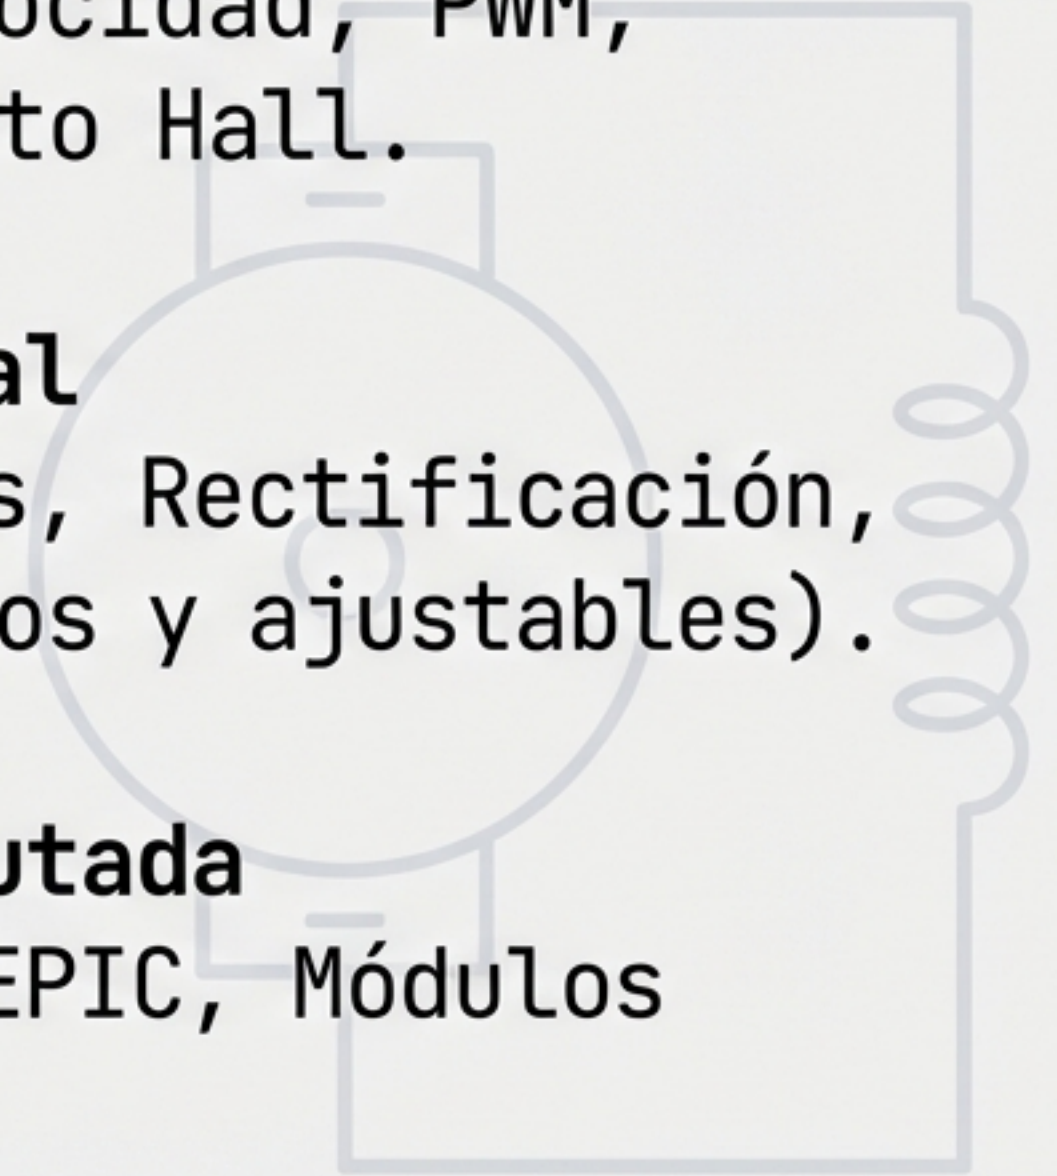 ocidad, PWM,
to Hall.
al
s, Rectificación,
os y ajustables).
utada
EPIC, Módulos